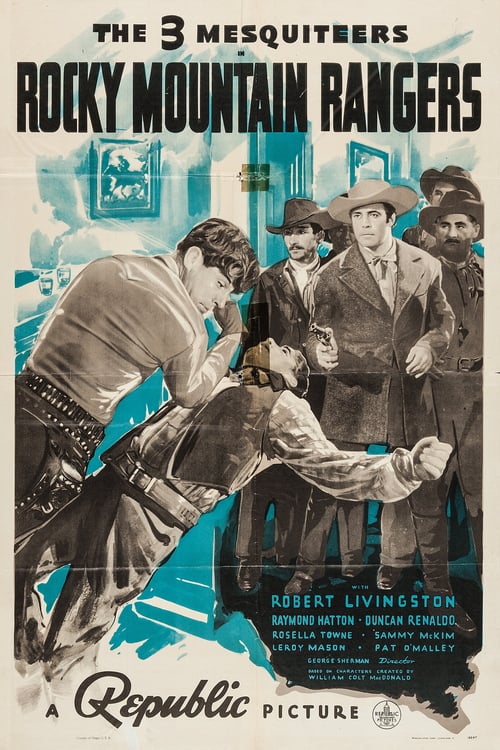 THE 3 MESQUITEERS
IN
ROCKY MOUNTAIN RANGERS
WITH
ROBERT LIVINGSTON
RAYMOND HATTON · DUNCAN RENALDO
ROSELLA TOWNE · SAMMY McKIM
LEROY MASON · PAT O'MALLEY
GEORGE SHERMAN Director
BASED ON CHARACTERS CREATED BY
WILLIAM COLT MacDONALD
A Republic PICTURE